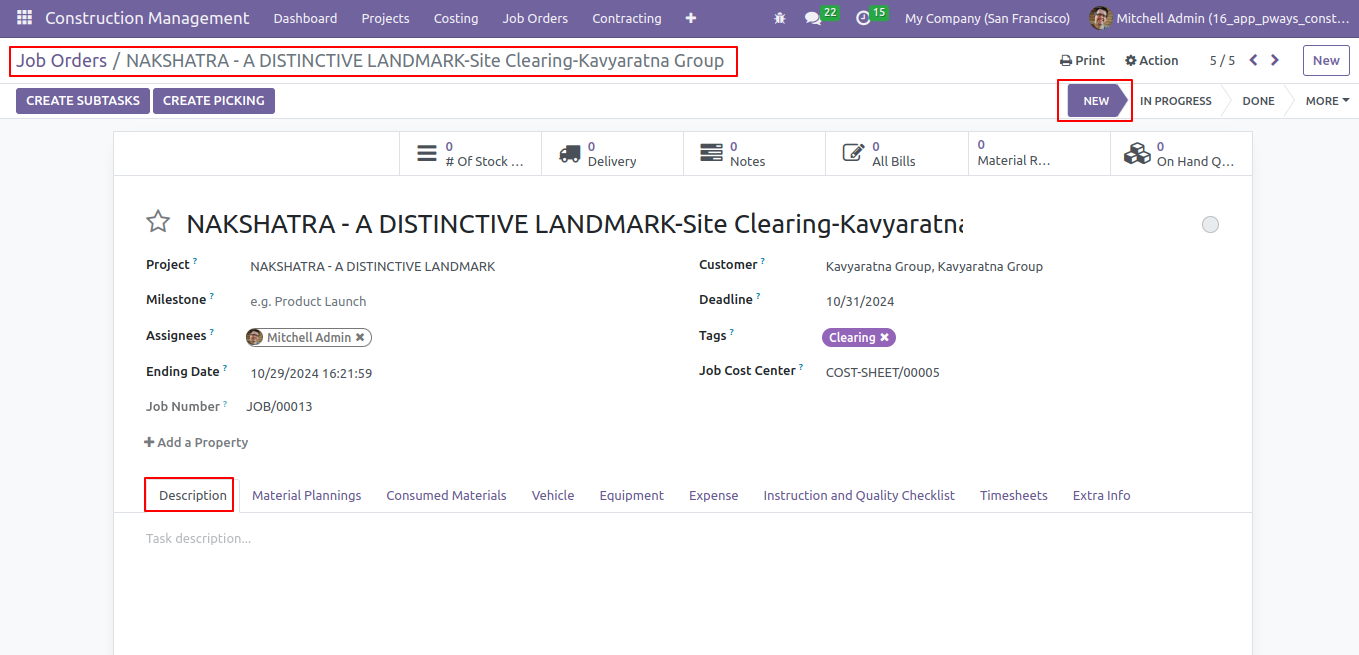 Construction Management Dashboard Projects Costing Job Orders Contracting + 22 15 My Company (San Francisco) Mitchell Admin (16_app_pways_const...
Job Orders / NAKSHATRA - A DISTINCTIVE LANDMARK-Site Clearing-Kavyaratna Group Print Action 5 / 5 New
CREATE SUBTASKS CREATE PICKING NEW IN PROGRESS DONE MORE
0 # Of Stock ... 0 Delivery 0 Notes 0 All Bills 0 Material R... 0 On Hand Q...
NAKSHATRA - A DISTINCTIVE LANDMARK-Site Clearing-Kavyaratna
Project ? NAKSHATRA - A DISTINCTIVE LANDMARK Customer ? Kavyaratna Group, Kavyaratna Group
Milestone ? e.g. Product Launch Deadline ? 10/31/2024
Assignees ? Mitchell Admin ✖ Tags ? Clearing ✖
Ending Date ? 10/29/2024 16:21:59 Job Cost Center ? COST-SHEET/00005
Job Number ? JOB/00013
+ Add a Property
Description Material Plannings Consumed Materials Vehicle Equipment Expense Instruction and Quality Checklist Timesheets Extra Info
Task description...